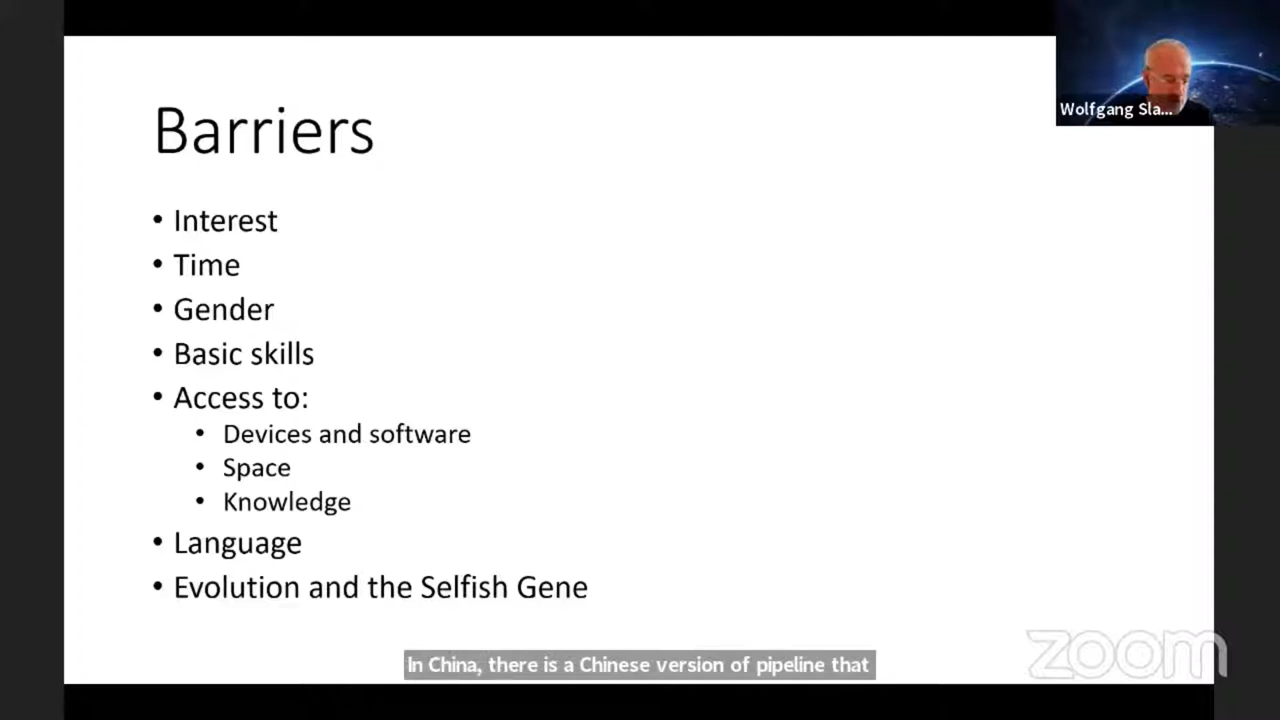 Barriers
Wolfgang Sla...
• Interest
• Time
• Gender
• Basic skills
• Access to:
• Devices and software
• Space
• Knowledge
• Language
• Evolution and the Selfish Gene
In China, there is a Chinese version of pipeline that
zoom